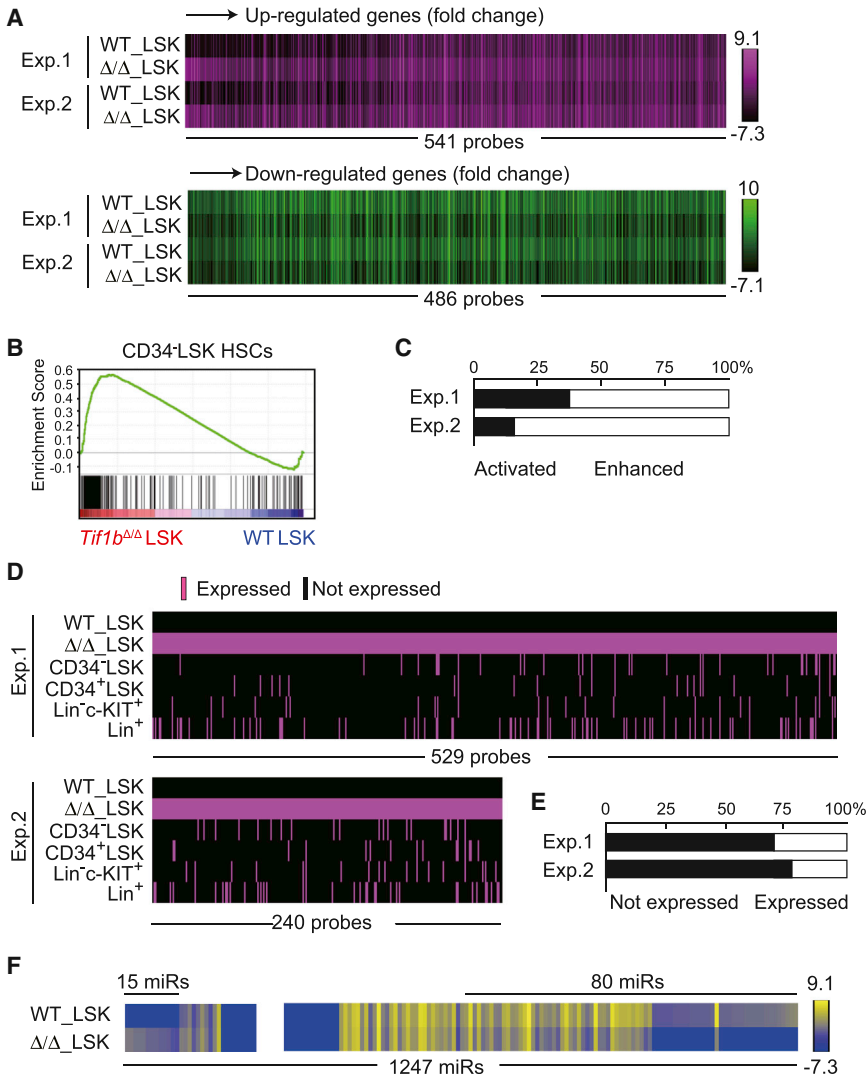 A
Up-regulated genes (fold change)
Exp.1
WT_LSK
Δ/Δ_LSK
Exp.2
WT_LSK
Δ/Δ_LSK
541 probes
9.1
-7.3
Down-regulated genes (fold change)
Exp.1
WT_LSK
Δ/Δ_LSK
Exp.2
WT_LSK
Δ/Δ_LSK
486 probes
10
-7.1
B
CD34⁻LSK HSCs
Enrichment Score
0.6
0.5
0.4
0.3
0.2
0.1
0.0
-0.1
Tif1b^Δ/Δ LSK
WT LSK
C
0 25 50 75 100%
Exp.1
Exp.2
Activated Enhanced
D
Expressed Not expressed
Exp.1
WT_LSK
Δ/Δ_LSK
CD34⁻LSK
CD34⁺LSK
Lin⁻c-KIT⁺
Lin⁺
529 probes
Exp.2
WT_LSK
Δ/Δ_LSK
CD34⁻LSK
CD34⁺LSK
Lin⁻c-KIT⁺
Lin⁺
240 probes
E
0 25 50 75 100%
Exp.1
Exp.2
Not expressed Expressed
F
15 miRs 80 miRs
WT_LSK
Δ/Δ_LSK
1247 miRs
9.1
-7.3